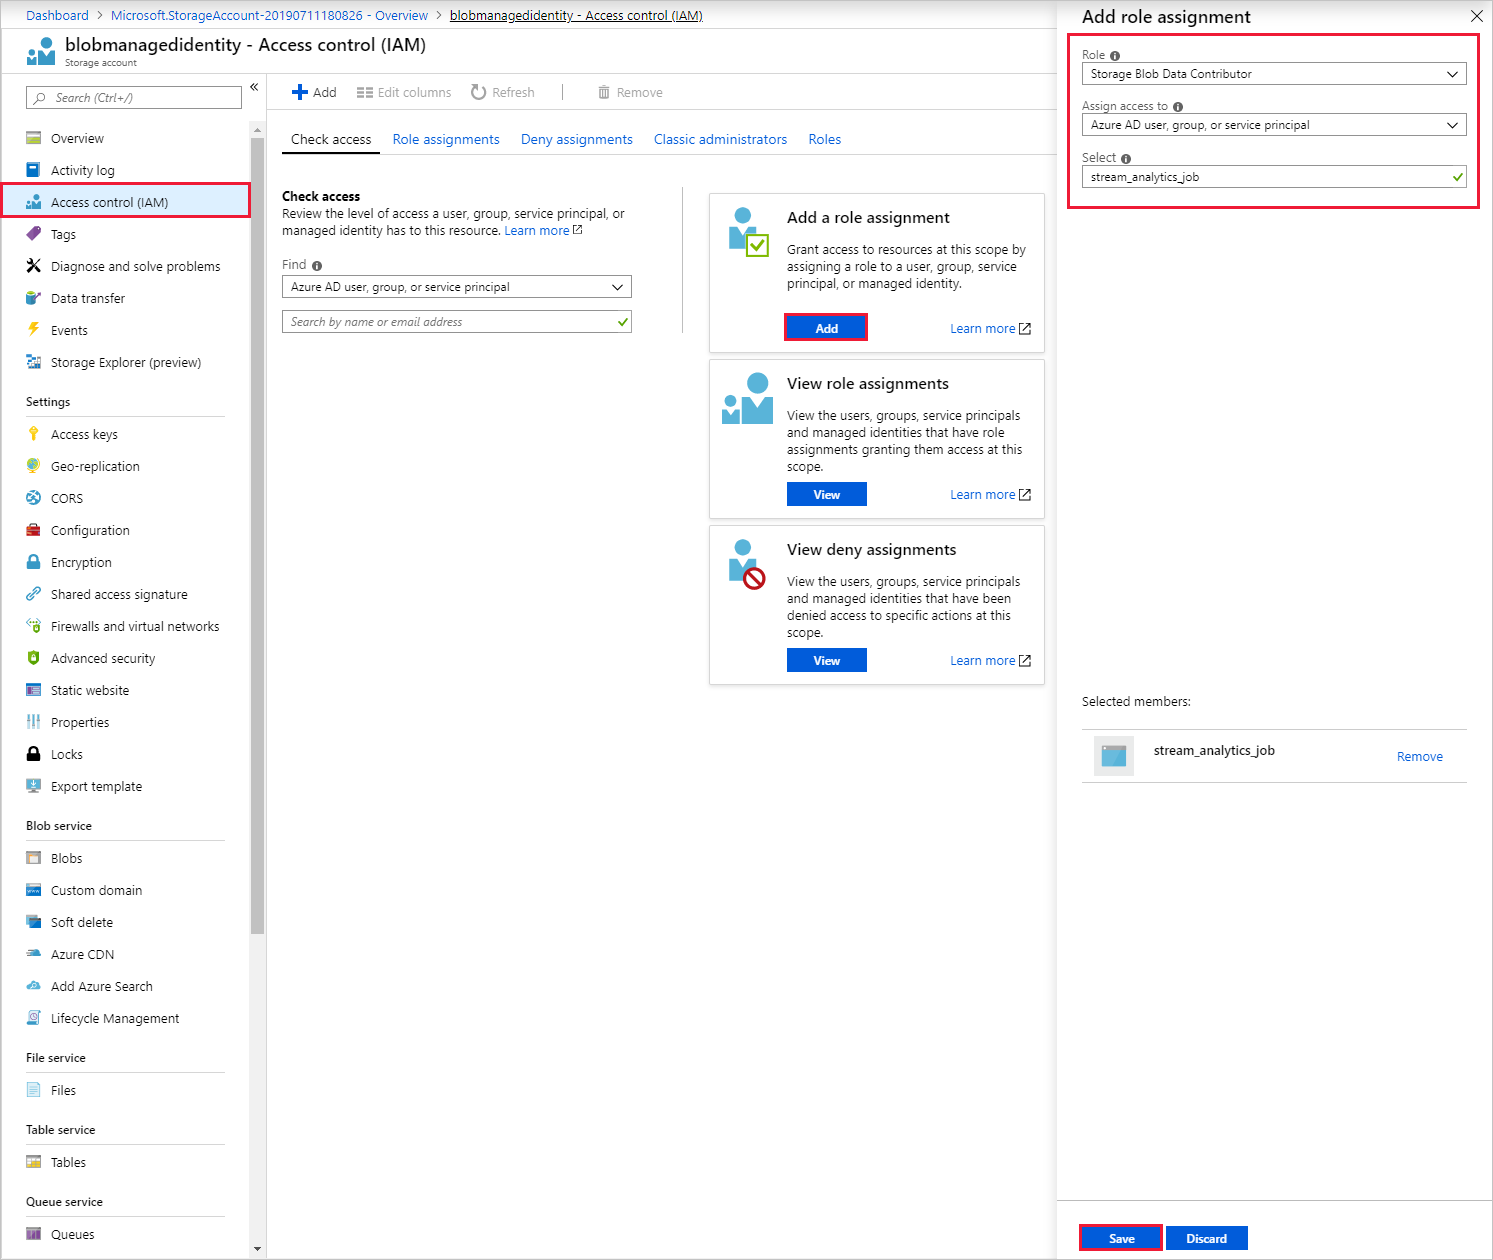 Dashboard > Microsoft.StorageAccount-20190711180826 - Overview > blobmanagedidentity - Access control (IAM)
blobmanagedidentity - Access control (IAM)
Storage account
Search (Ctrl+/)
«
Overview
Activity log
Access control (IAM)
Tags
Diagnose and solve problems
Data transfer
Events
Storage Explorer (preview)
Settings
Access keys
Geo-replication
CORS
Configuration
Encryption
Shared access signature
Firewalls and virtual networks
Advanced security
Static website
Properties
Locks
Export template
Blob service
Blobs
Custom domain
Soft delete
Azure CDN
Add Azure Search
Lifecycle Management
File service
Files
Table service
Tables
Queue service
Queues
Add Edit columns Refresh Remove
Check access Role assignments Deny assignments Classic administrators Roles
Check access
Review the level of access a user, group, service principal, or
managed identity has to this resource. Learn more
Find
Azure AD user, group, or service principal
Search by name or email address
Add a role assignment
Grant access to resources at this scope by
assigning a role to a user, group, service
principal, or managed identity.
Add Learn more
View role assignments
View the users, groups, service principals
and managed identities that have role
assignments granting them access at this
scope.
View Learn more
View deny assignments
View the users, groups, service principals
and managed identities that have been
denied access to specific actions at this
scope.
View Learn more
Add role assignment
Role
Storage Blob Data Contributor
Assign access to
Azure AD user, group, or service principal
Select
stream_analytics_job
Selected members:
stream_analytics_job
Remove
Save Discard